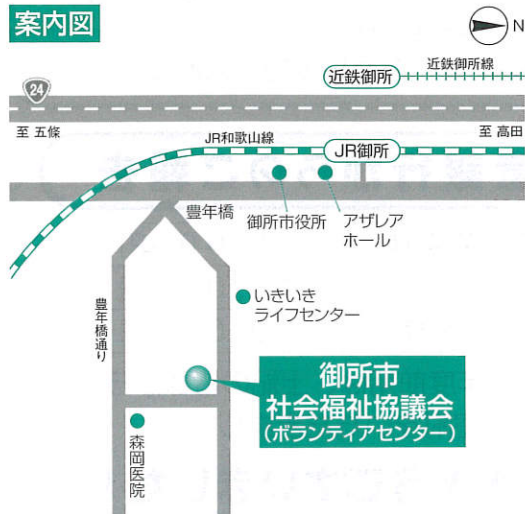 案内図
N
近鉄御所線
近鉄御所
24
至 五條
至 高田
JR和歌山線
JR御所
豊年橋
御所市役所
アザレア
ホール
豊年橋通り
いきいき
ライフセンター
御所市
社会福祉協議会
(ボランティアセンター)
森岡医院